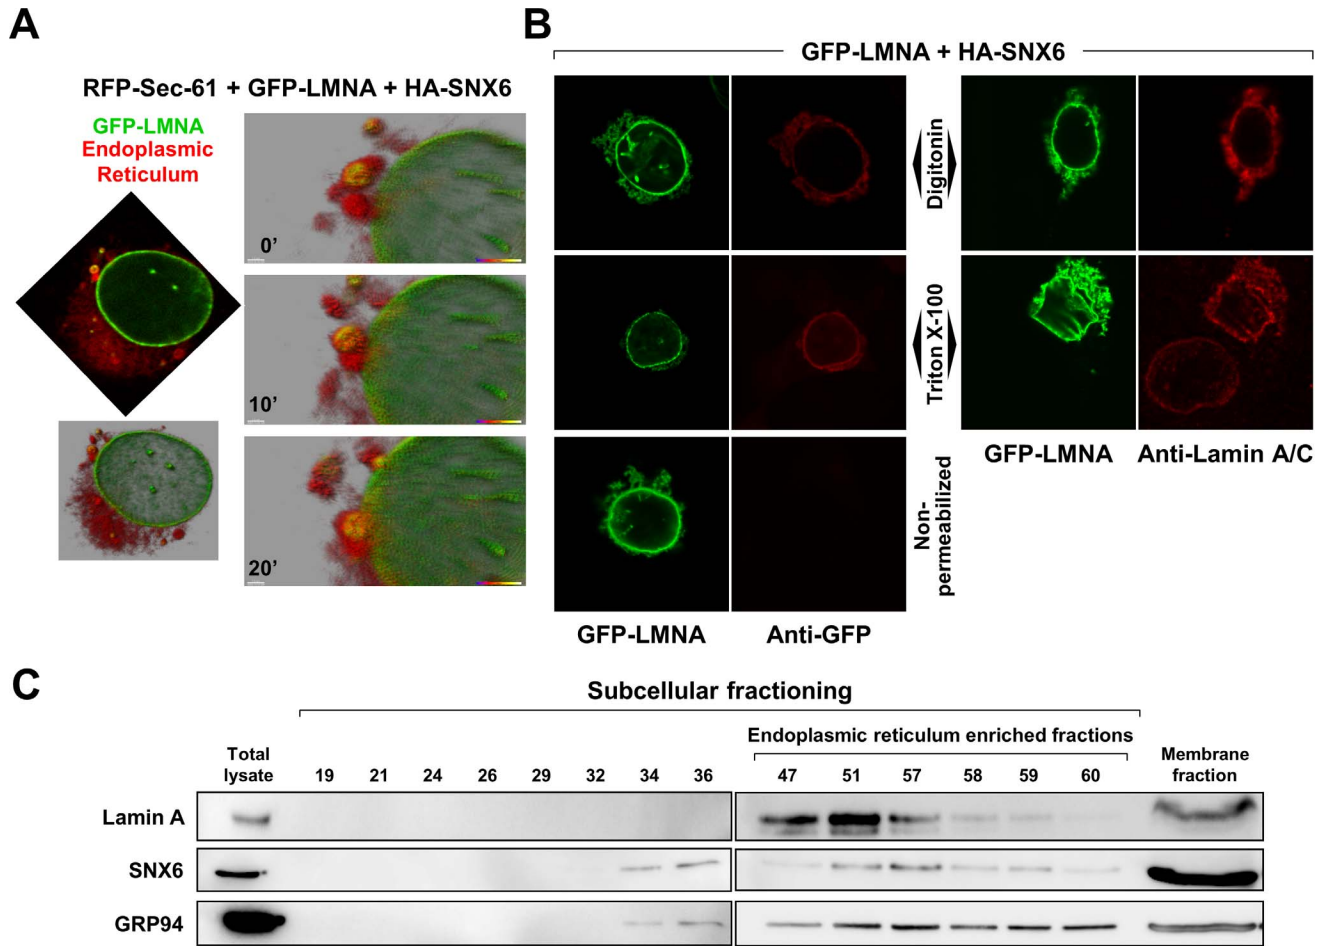 A
RFP-Sec-61 + GFP-LMNA + HA-SNX6
GFP-LMNA
Endoplasmic
Reticulum
0’
10’
20’
B
GFP-LMNA + HA-SNX6
Digitonin
Triton X-100
Non-
permeabilized
GFP-LMNA
Anti-Lamin A/C
GFP-LMNA
Anti-GFP
C
Subcellular fractioning
Endoplasmic reticulum enriched fractions
Total
lysate
19 21 24 26 29 32 34 36 47 51 57 58 59 60
Membrane
fraction
Lamin A
SNX6
GRP94